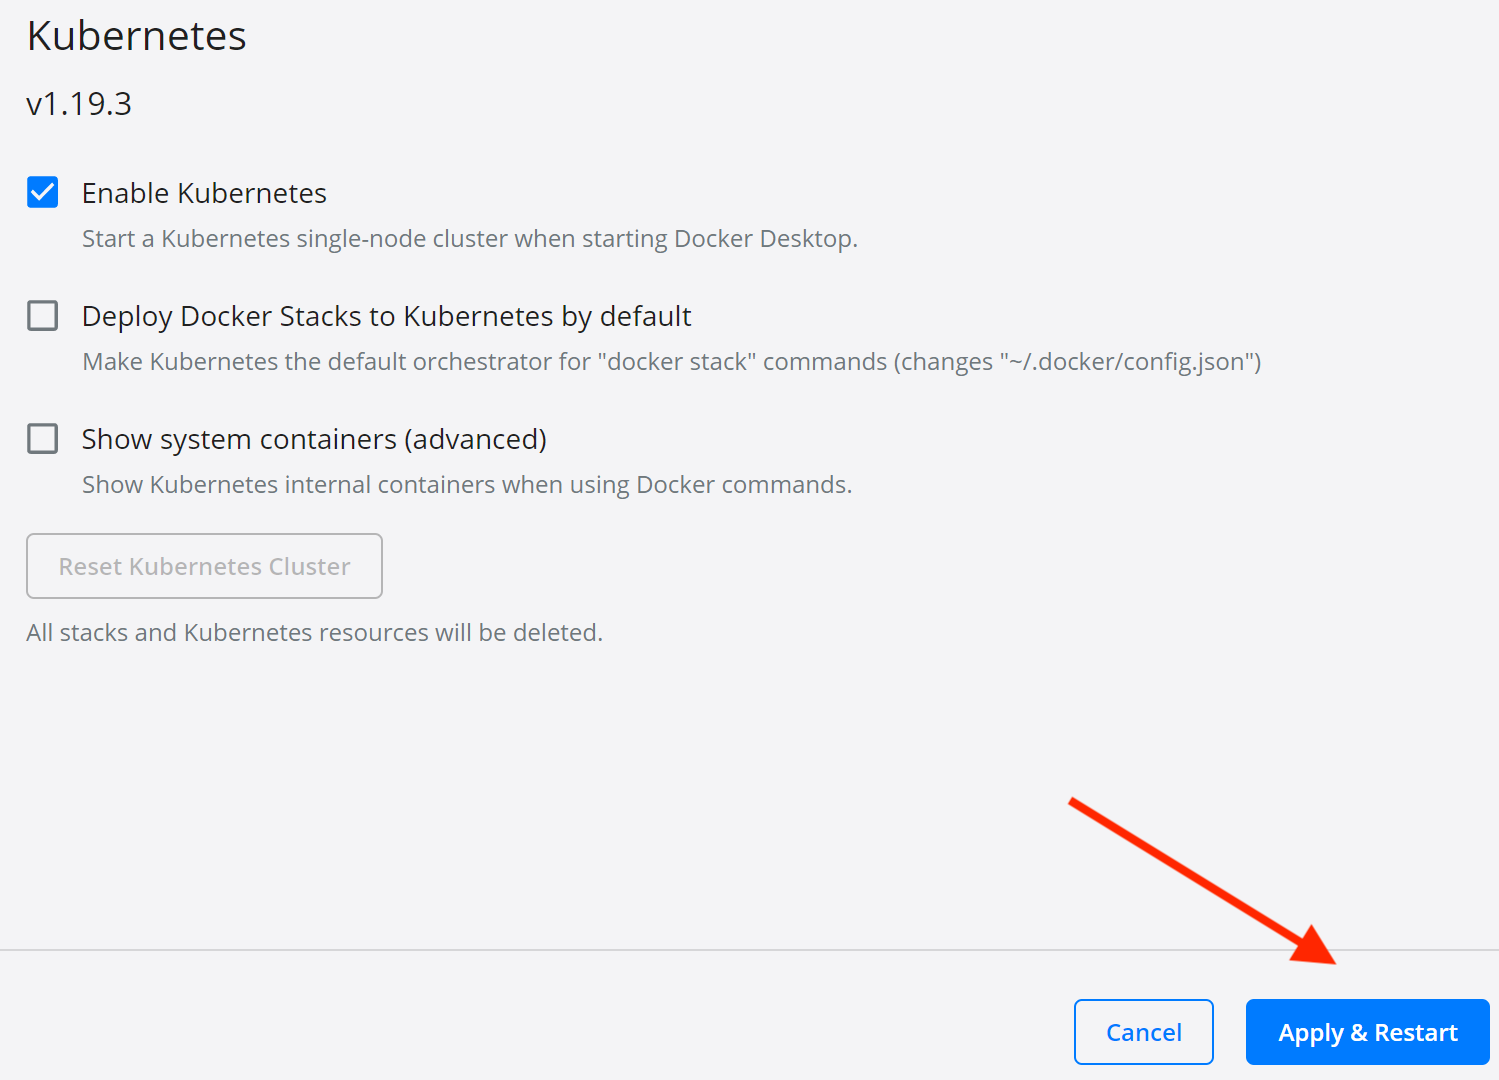 Kubernetes
v1.19.3
Enable Kubernetes
Start a Kubernetes single-node cluster when starting Docker Desktop.
Deploy Docker Stacks to Kubernetes by default
Make Kubernetes the default orchestrator for "docker stack" commands (changes "~/.docker/config.json")
Show system containers (advanced)
Show Kubernetes internal containers when using Docker commands.
Reset Kubernetes Cluster
All stacks and Kubernetes resources will be deleted.
Cancel
Apply & Restart